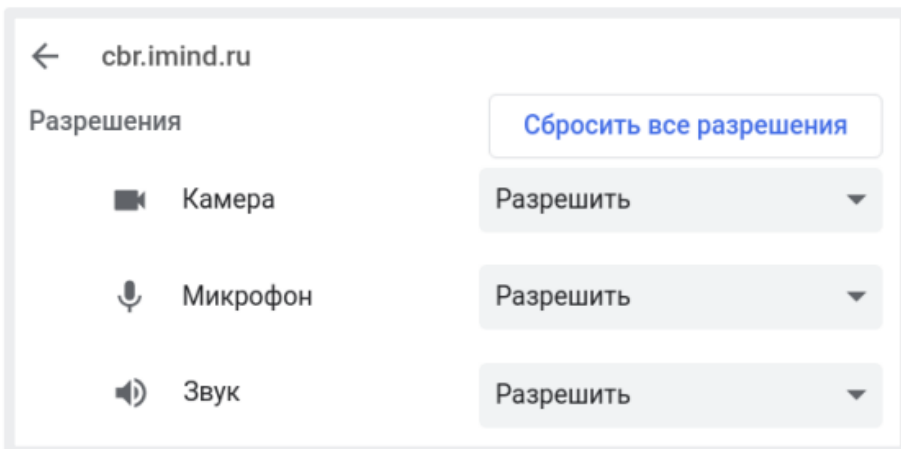 cbr.imind.ru
Разрешения
Сбросить все разрешения
Камера
Разрешить
Микрофон
Разрешить
Звук
Разрешить